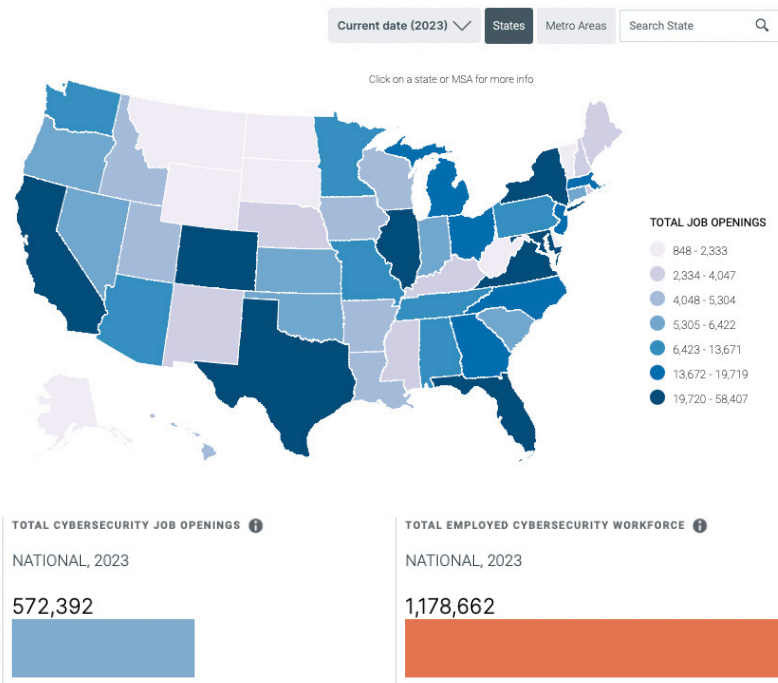 Current date (2023)
States
Metro Areas
Search State
Click on a state or MSA for more info
TOTAL JOB OPENINGS
848 - 2,333
2,334 - 4,047
4,048 - 5,304
5,305 - 6,422
6,423 - 13,671
13,672 - 19,719
19,720 - 58,407
TOTAL CYBERSECURITY JOB OPENINGS
NATIONAL, 2023
572,392
TOTAL EMPLOYED CYBERSECURITY WORKFORCE
NATIONAL, 2023
1,178,662